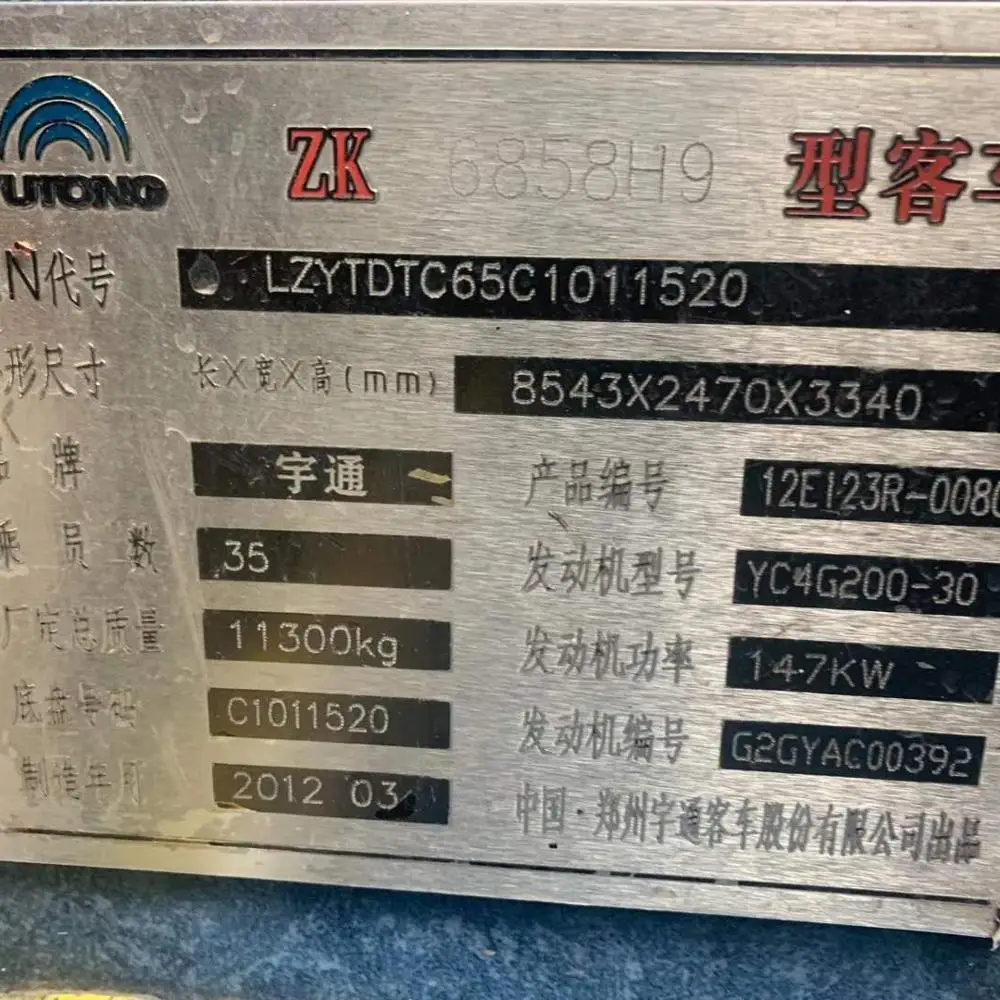 YUTONG
ZK 6858H9 型客车
N代号 LZYTDTC65C1011520
形尺寸 长X宽X高(mm) 8543X2470X3340
品牌 宇通 产品编号 12E123R-0080
乘员数 35 发动机型号 YC4G200-30
厂定总质量 11300kg 发动机功率 147KW
底盘号码 C1011520 发动机编号 G2GYAC00392
制造年月 2012 03 中国·郑州宇通客车股份有限公司出品